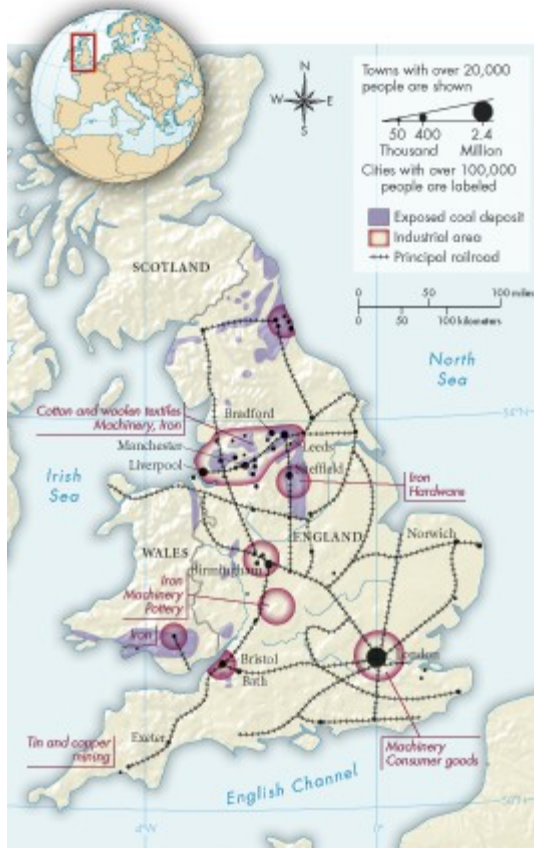 N
W
E
S
Towns with over 20,000
people are shown
50 400
2.4
Thousand
Million
Cities with over 100,000
people are labeled
Exposed coal deposit
Industrial area
Principal railroad
0
50
100 miles
0
50
100 kilometers
SCOTLAND
North
Sea
Cotton and woolen textiles
Machinery, Iron
Bradford
Manchester
Leeds
Liverpool
Sheffield
Iron
Hardware
Irish
Sea
ENGLAND
Norwich
WALES
Birmingham
Iron
Machinery
Pottery
Iron
Bristol
Bath
London
Tin and copper
mining
Exeter
Machinery
Consumer goods
English Channel
50°N
4°W
0°